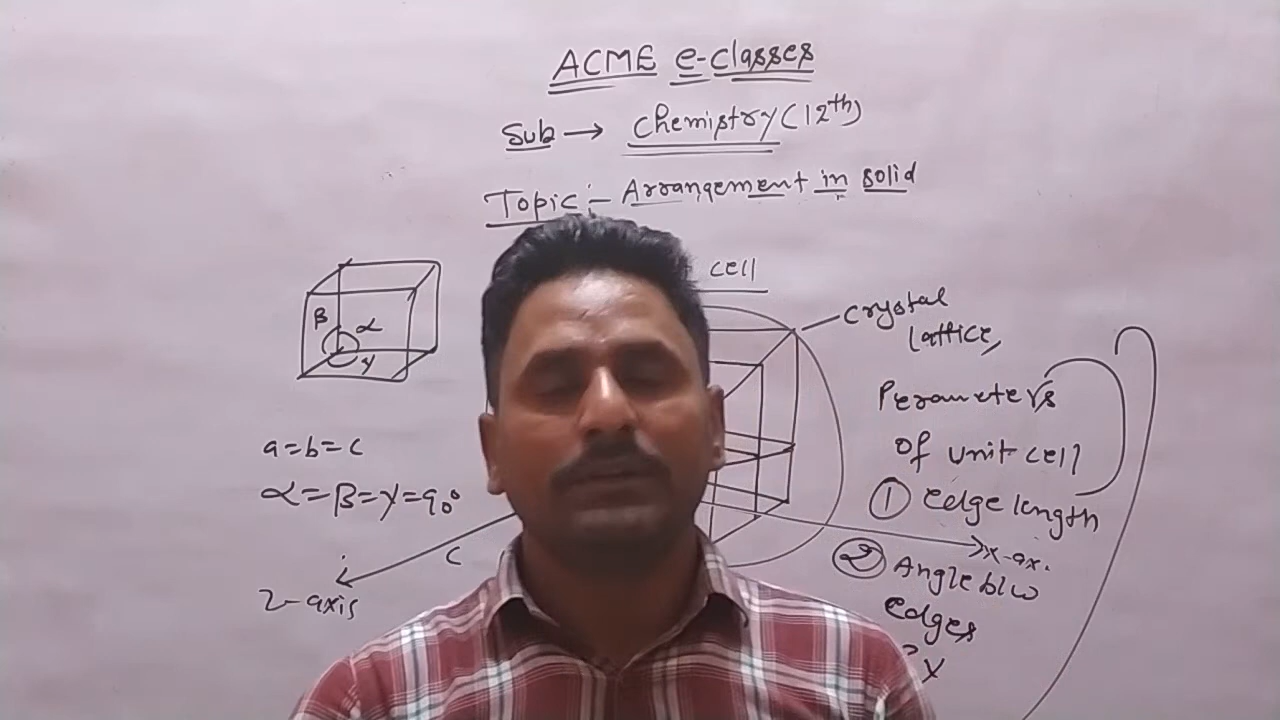 ACME e-classes
Sub → Chemistry (12th)
Topic :- Arrangement in solid
cell
crystal
lattice,
β
α
γ
Perameters
of unit cell
① edge length
② Angle b/w
edges
γ
a=b=c
α=β=γ=90°
C
Z-axis
X-ax.